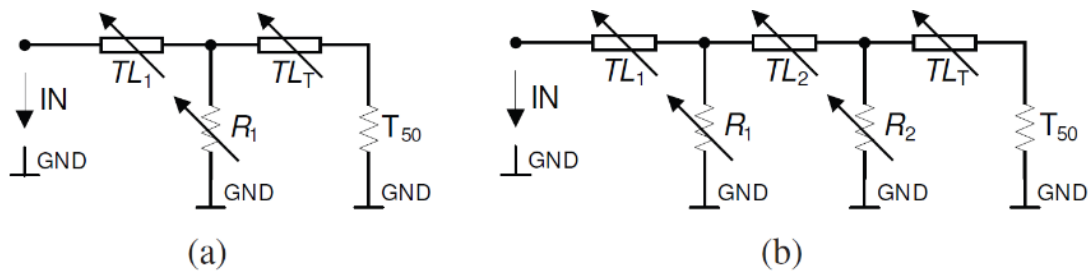 TL1 TLT
IN R1 T50
GND GND GND
(a)
TL1 TL2 TLT
IN R1 R2 T50
GND GND GND GND
(b)